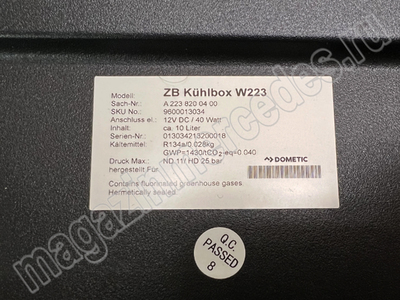 Modell: ZB Kühlbox W223
Sach-Nr.: A 223 820 04 00
SKU No.: 9600013034
Anschluss el.: 12V DC / 40 Watt
Inhalt: ca. 10 Liter
Serien-Nr.: 013034213200018
Kältemittel: R134a/0.028kg
GWP=1430/tCO2-eq=0.040
Druck Max.: ND.11/ HD 25 bar
hergestellt Für:
DOMETIC
Contains fluorinated greenhouse gases
Hermetically sealed
Q.C.
PASSED
8
magazinmercedes.ru